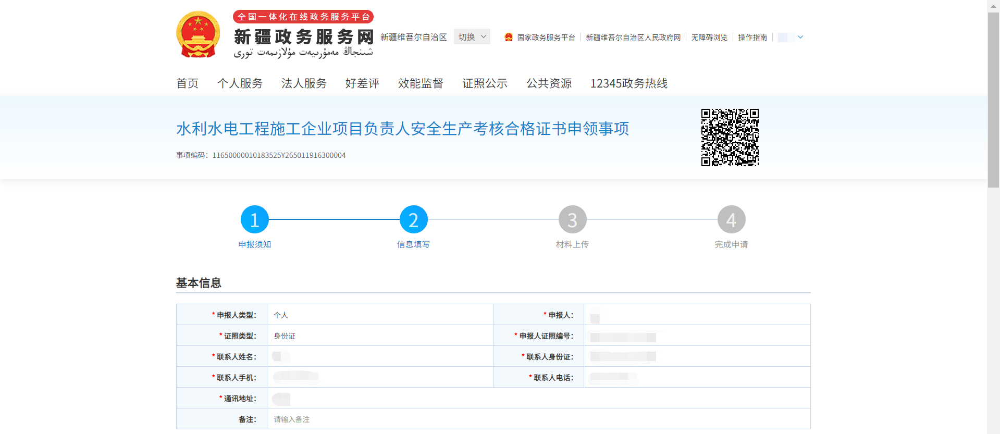 全国一体化在线政务服务平台
新疆政务服务网
شىنجاڭ مەمۇرىيەت مۇلازىمەت تورى
新疆维吾尔自治区 切换 国家政务服务平台 新疆维吾尔自治区人民政府网 无障碍浏览 操作指南
首页 个人服务 法人服务 好差评 效能监督 证照公示 公共资源 12345政务热线
水利水电工程施工企业项目负责人安全生产考核合格证书申领事项
事项编码：11650000010183525Y265011916300004
1 2 3 4
申报须知 信息填写 材料上传 完成申请
基本信息
* 申报人类型： 个人 * 申报人：
* 证照类型： 身份证 * 申报人证照编号：
* 联系人姓名： * 联系人身份证：
* 联系人手机： * 联系人电话：
* 通讯地址：
备注： 请输入备注